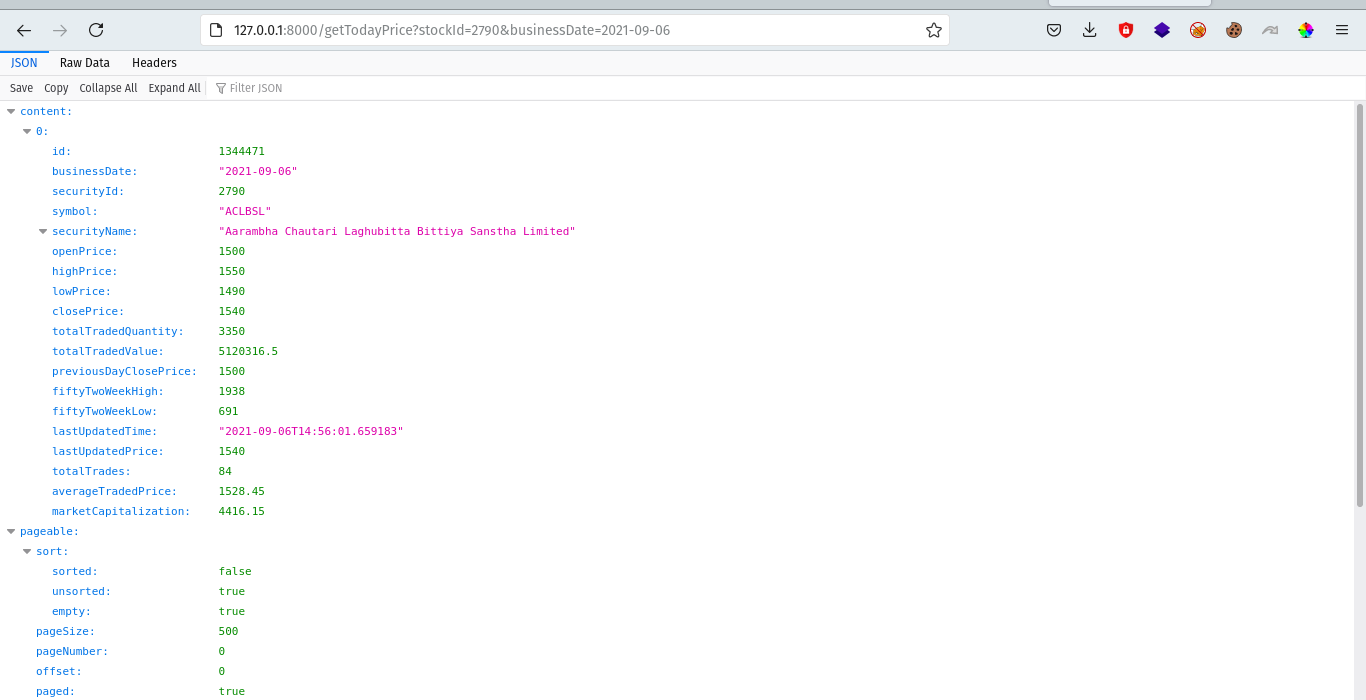 127.0.0.1:8000/getTodayPrice?stockId=2790&businessDate=2021-09-06
JSON Raw Data Headers
Save Copy Collapse All Expand All Filter JSON
content:
0:
id: 1344471
businessDate: "2021-09-06"
securityId: 2790
symbol: "ACLBSL"
securityName: "Aarambha Chautari Laghubitta Bittiya Sanstha Limited"
openPrice: 1500
highPrice: 1550
lowPrice: 1490
closePrice: 1540
totalTradedQuantity: 3350
totalTradedValue: 5120316.5
previousDayClosePrice: 1500
fiftyTwoWeekHigh: 1938
fiftyTwoWeekLow: 691
lastUpdatedTime: "2021-09-06T14:56:01.659183"
lastUpdatedPrice: 1540
totalTrades: 84
averageTradedPrice: 1528.45
marketCapitalization: 4416.15
pageable:
sort:
sorted: false
unsorted: true
empty: true
pageSize: 500
pageNumber: 0
offset: 0
paged: true